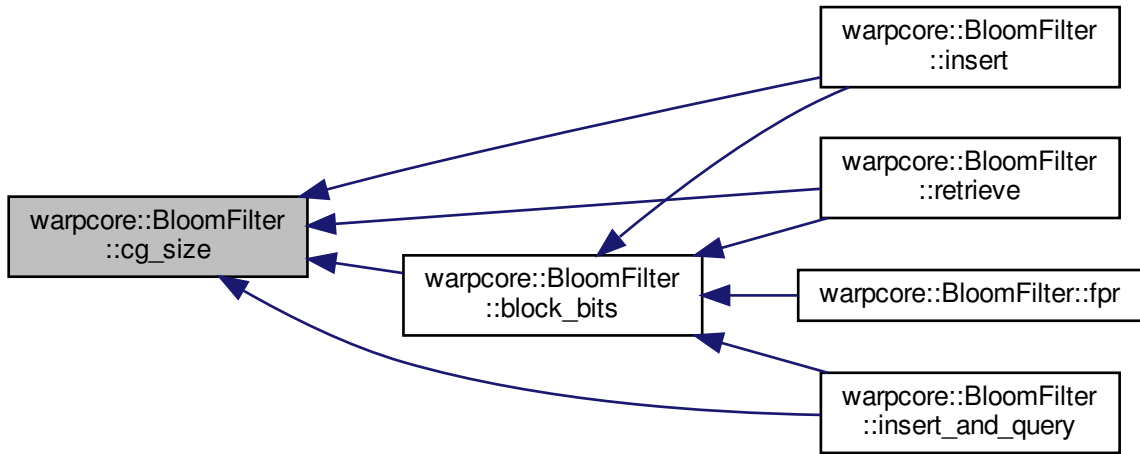 warpcore::BloomFilter
::cg_size
warpcore::BloomFilter
::block_bits
warpcore::BloomFilter
::insert
warpcore::BloomFilter
::retrieve
warpcore::BloomFilter::fpr
warpcore::BloomFilter
::insert_and_query